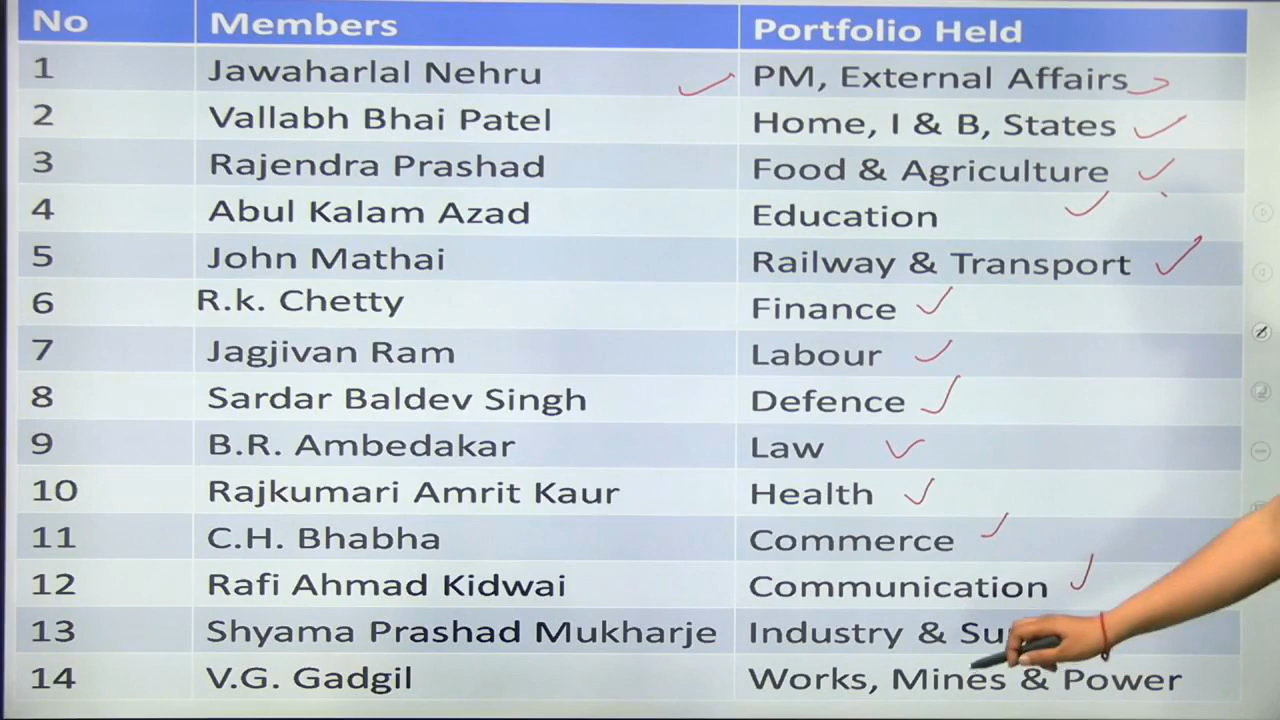 No Members Portfolio Held
1 Jawaharlal Nehru PM, External Affairs
2 Vallabh Bhai Patel Home, I & B, States
3 Rajendra Prashad Food & Agriculture
4 Abul Kalam Azad Education
5 John Mathai Railway & Transport
6 R.k. Chetty Finance
7 Jagjivan Ram Labour
8 Sardar Baldev Singh Defence
9 B.R. Ambedakar Law
10 Rajkumari Amrit Kaur Health
11 C.H. Bhabha Commerce
12 Rafi Ahmad Kidwai Communication
13 Shyama Prashad Mukharje Industry &
14 V.G. Gadgil Works, Mines & Power